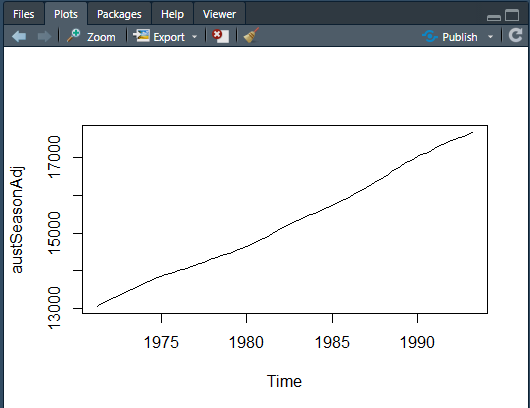 Files Plots Packages Help Viewer
Zoom Export Publish
austSeasonAdj
17000
15000
13000
1975 1980 1985 1990
Time